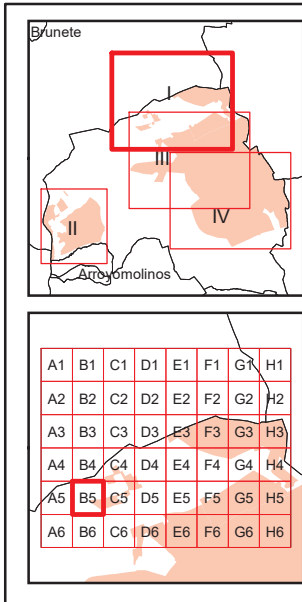 Brunete
I
III
II
IV
Arroyomolinos
A1 B1 C1 D1 E1 F1 G1 H1
A2 B2 C2 D2 E2 F2 G2 H2
A3 B3 C3 D3 E3 F3 G3 H3
A4 B4 C4 D4 E4 F4 G4 H4
A5 B5 C5 D5 E5 F5 G5 H5
A6 B6 C6 D6 E6 F6 G6 H6